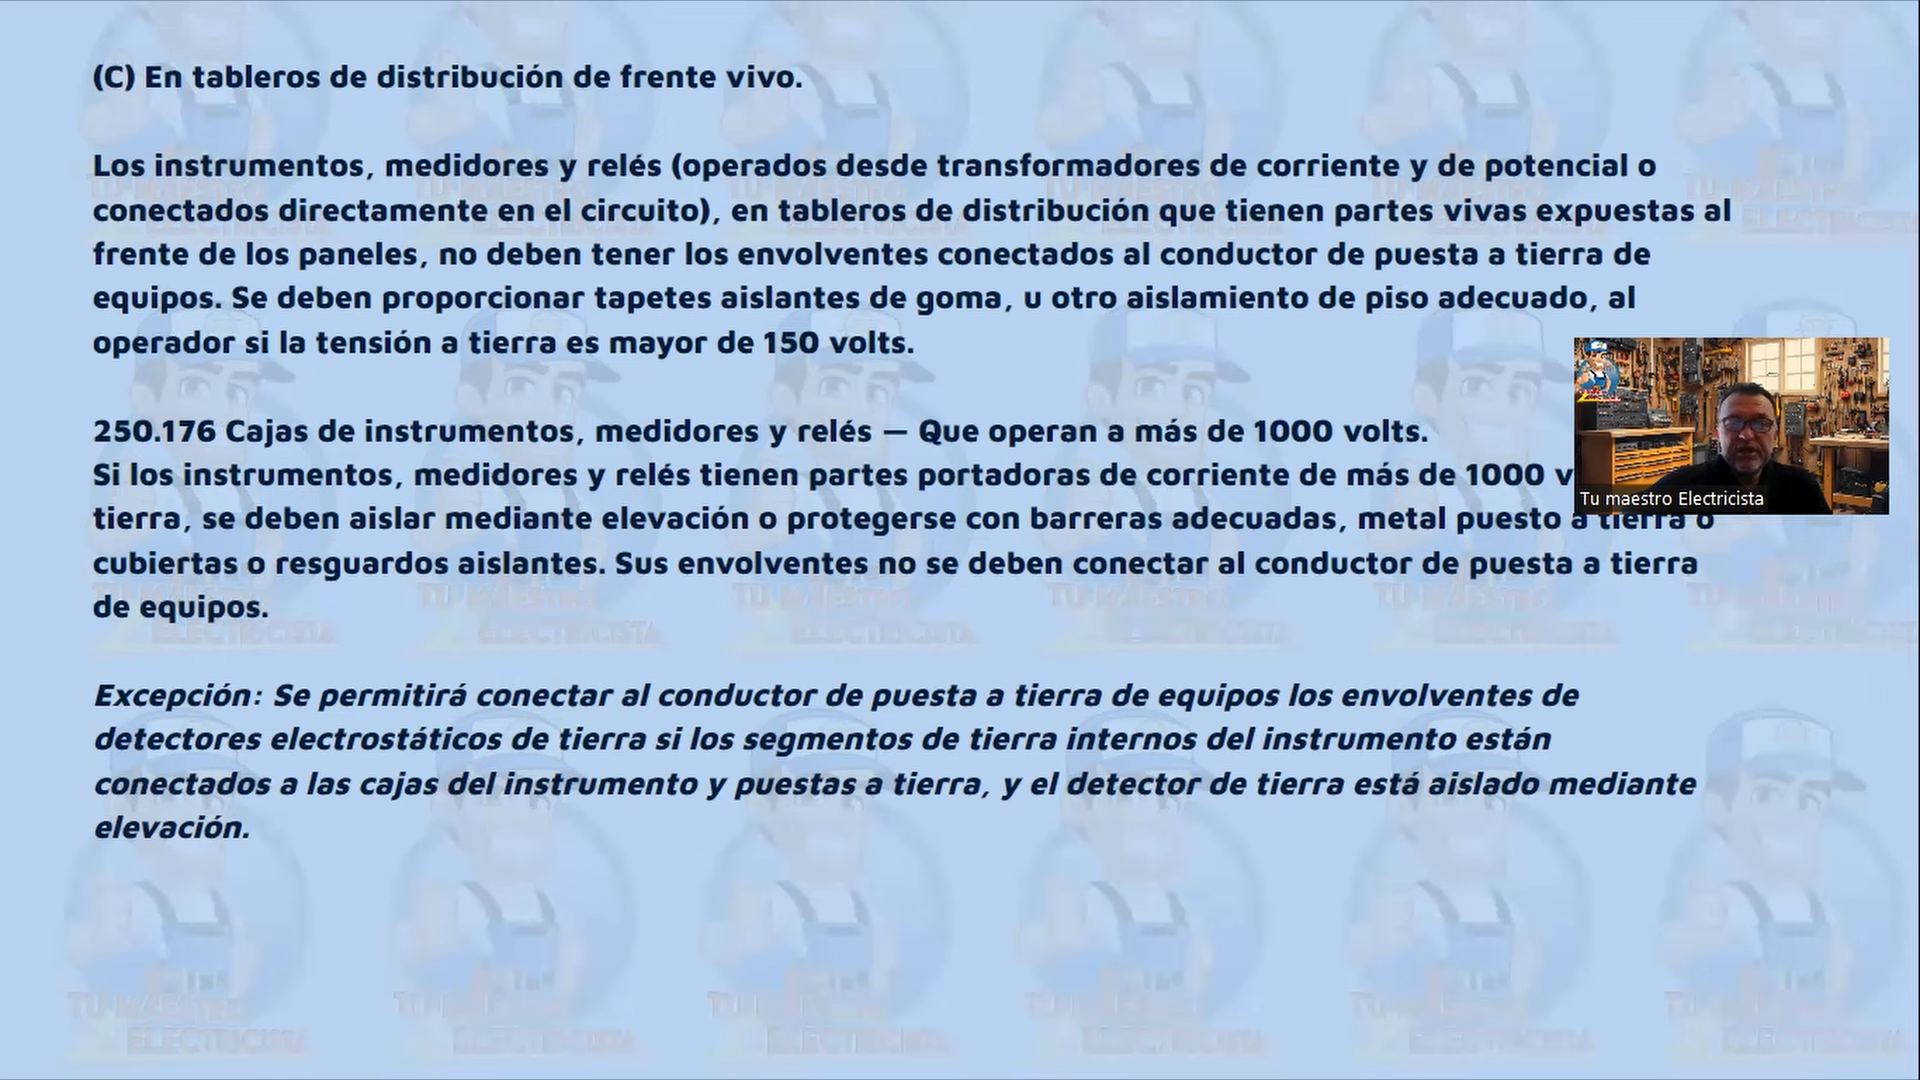 (C) En tableros de distribución de frente vivo.
Los instrumentos, medidores y relés (operados desde transformadores de corriente y de potencial o
conectados directamente en el circuito), en tableros de distribución que tienen partes vivas expuestas al
frente de los paneles, no deben tener los envolventes conectados al conductor de puesta a tierra de
equipos. Se deben proporcionar tapetes aislantes de goma, u otro aislamiento de piso adecuado, al
operador si la tensión a tierra es mayor de 150 volts.
250.176 Cajas de instrumentos, medidores y relés — Que operan a más de 1000 volts.
Si los instrumentos, medidores y relés tienen partes portadoras de corriente de más de 1000 v
tierra, se deben aislar mediante elevación o protegerse con barreras adecuadas, metal puesto a tierra o
cubiertas o resguardos aislantes. Sus envolventes no se deben conectar al conductor de puesta a tierra
de equipos.
Excepción: Se permitirá conectar al conductor de puesta a tierra de equipos los envolventes de
detectores electrostáticos de tierra si los segmentos de tierra internos del instrumento están
conectados a las cajas del instrumento y puestas a tierra, y el detector de tierra está aislado mediante
elevación.
Tu maestro Electricista